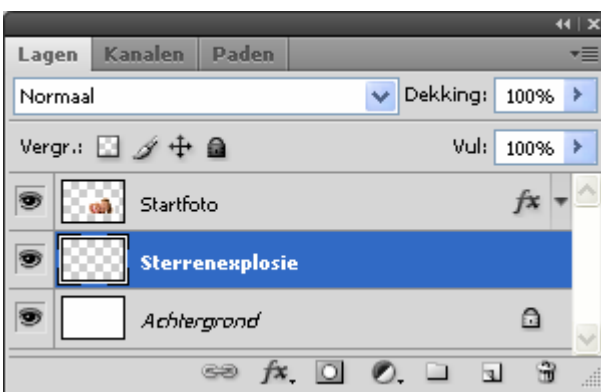 Lagen Kanalen Paden
Normaal Dekking: 100%
Vergr.: Vul: 100%
Startfoto fx
Sterrenexplosie
Achtergrond
fx.